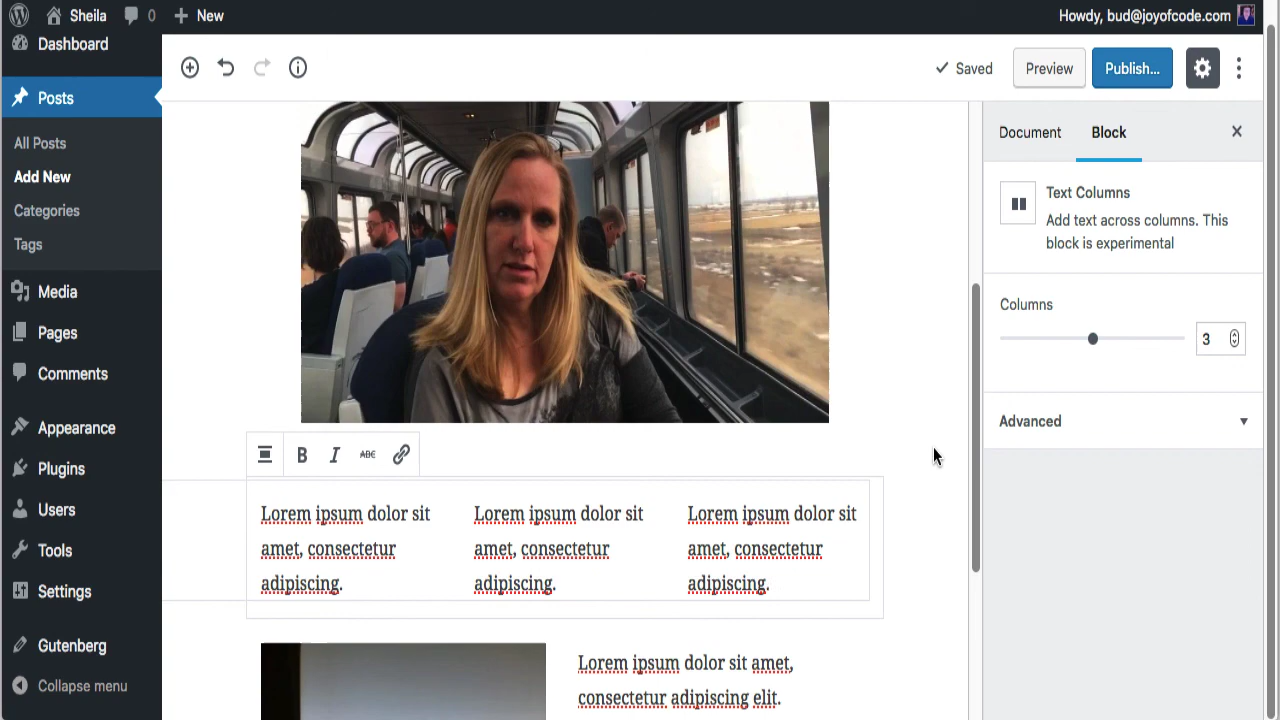 Sheila
0
New
Howdy, bud@joyofcode.com
Dashboard
Posts
All Posts
Add New
Categories
Tags
Media
Pages
Comments
Appearance
Plugins
Users
Tools
Settings
Gutenberg
Collapse menu
Saved
Preview
Publish...
B I ABC
Lorem ipsum dolor sit
amet, consectetur
adipiscing.
Lorem ipsum dolor sit
amet, consectetur
adipiscing.
Lorem ipsum dolor sit
amet, consectetur
adipiscing.
Lorem ipsum dolor sit amet,
consectetur adipiscing elit.
Document
Block
Text Columns
Add text across columns. This
block is experimental
Columns
3
Advanced